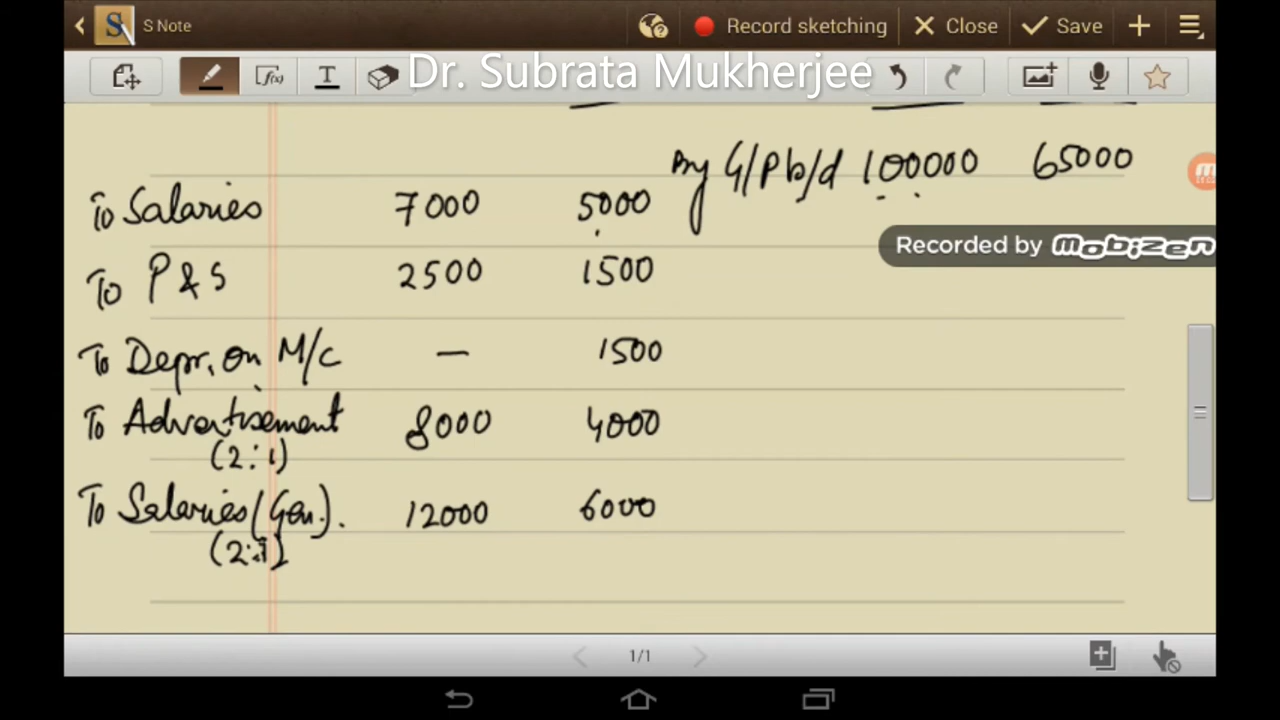 S Note
Record sketching
Close
Save
Dr. Subrata Mukherjee
By G/P b/d 100000 65000
To Salaries 7000 5000
Recorded by mobizen
To P & S 2500 1500
To Depr. on M/C — 1500
To Advertisement 8000 4000
(2:1)
To Salaries (Gen). 12000 6000
(2:1)
1/1